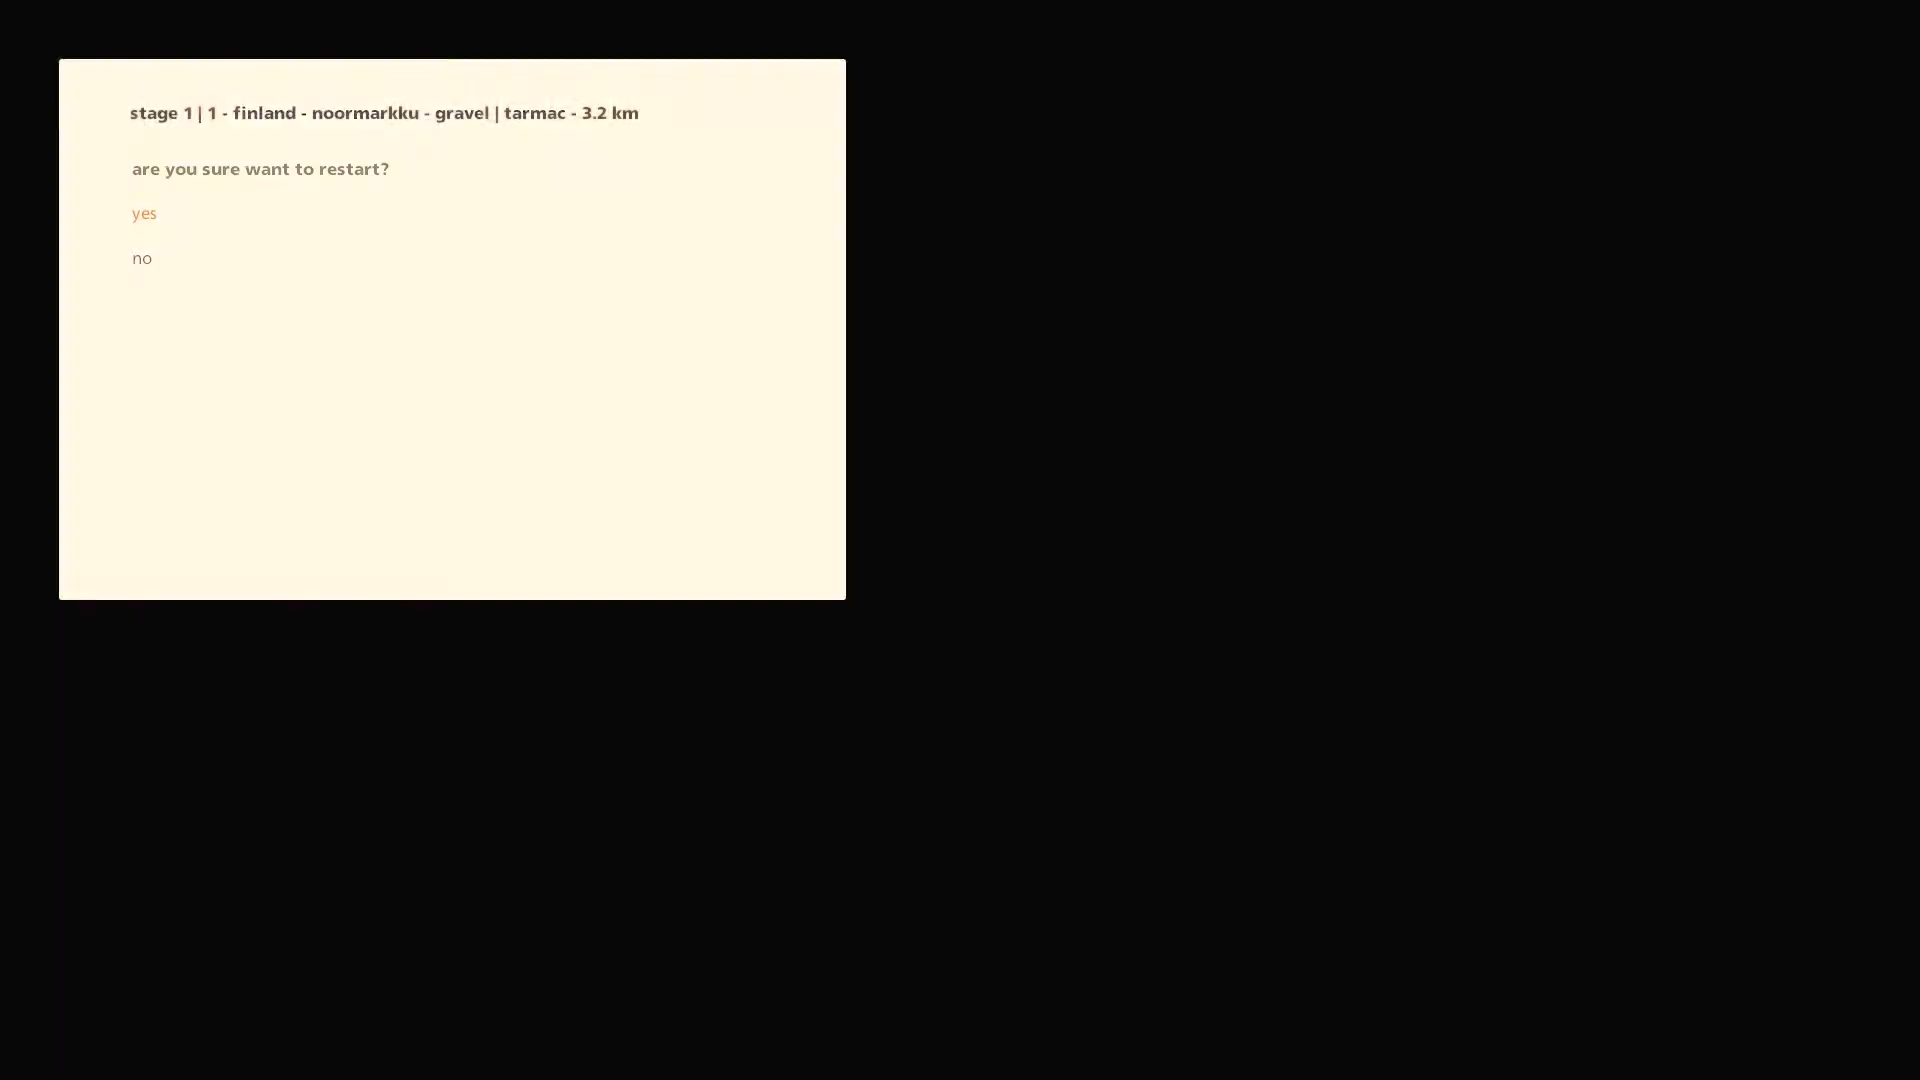 stage 1 | 1 - finland - noormarkku - gravel | tarmac - 3.2 km
are you sure want to restart?
yes
no